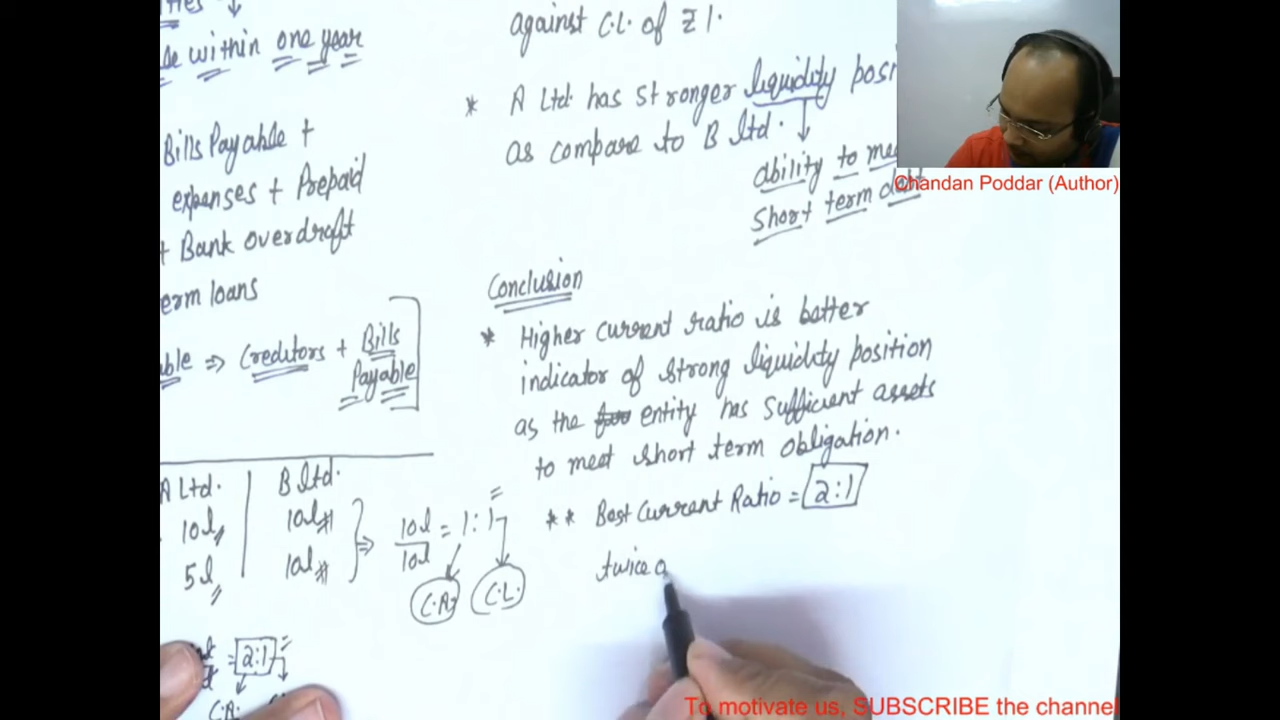 within one year
Bills Payable +
expenses + Prepaid
+ Bank overdraft
erm loans
able ⇒ Creditors + Bills
Payable
A Ltd. B ltd.
10l 10l
5l 10l
10l/10l = 1:1
C.A. C.L.
= 2:1
C.A.
against C.L. of ₹ 1.
* A Ltd. has stronger liquidity posi
as compare to B ltd.
ability to me
Short term debt
Conclusion
* Higher current ratio is better
indicator of strong liquidity position
as the entity has sufficient assets
to meet short term obligation.
** Best Current Ratio = 2:1
twice a
Chandan Poddar (Author)
To motivate us, SUBSCRIBE the channel